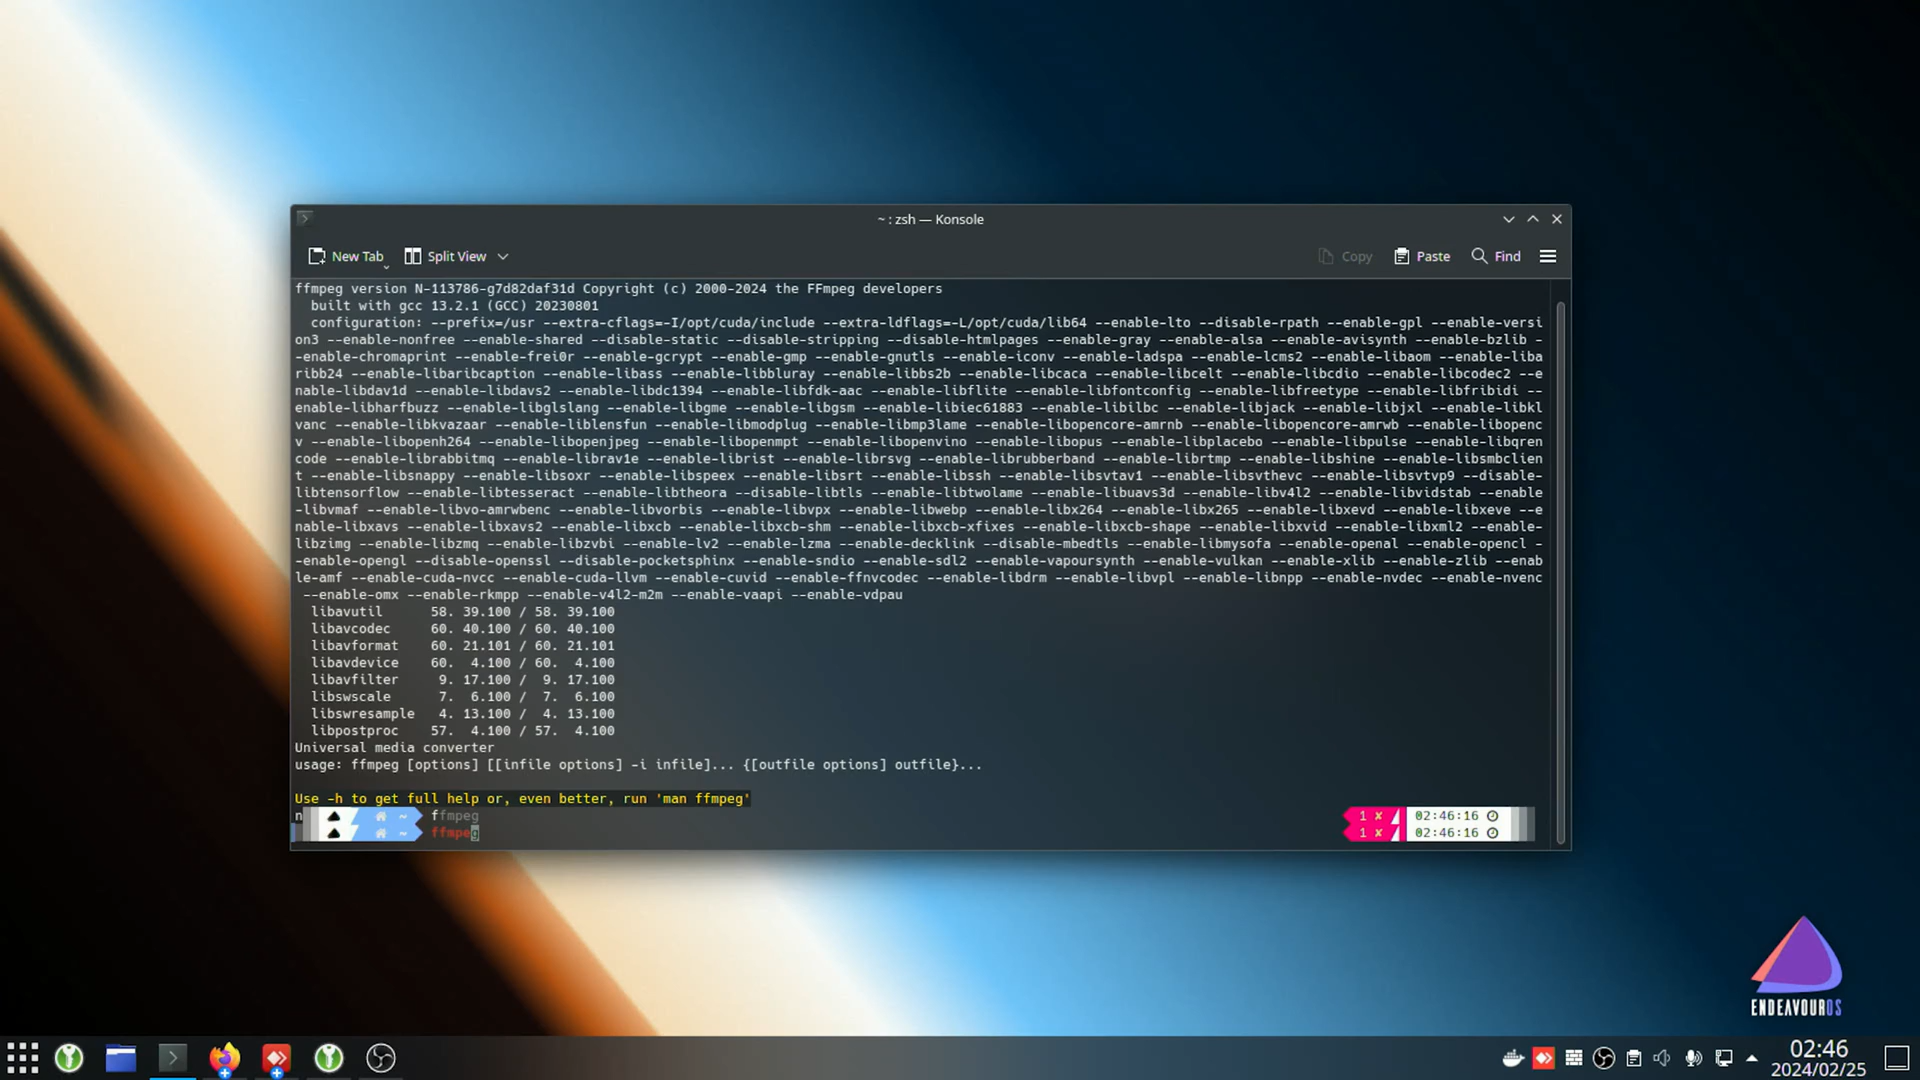 ~ : zsh — Konsole
New Tab Split View Copy Paste Find
ffmpeg version N-113786-g7d82daf31d Copyright (c) 2000-2024 the FFmpeg developers
built with gcc 13.2.1 (GCC) 20230801
configuration: --prefix=/usr --extra-cflags=-I/opt/cuda/include --extra-ldflags=-L/opt/cuda/lib64 --enable-lto --disable-rpath --enable-gpl --enable-versi
on3 --enable-nonfree --enable-shared --disable-static --disable-stripping --disable-htmlpages --enable-gray --enable-alsa --enable-avisynth --enable-bzlib -
-enable-chromaprint --enable-frei0r --enable-gcrypt --enable-gmp --enable-gnutls --enable-iconv --enable-ladspa --enable-lcms2 --enable-libaom --enable-liba
ribb24 --enable-libaribcaption --enable-libass --enable-libbluray --enable-libbs2b --enable-libcaca --enable-libcelt --enable-libcdio --enable-libcodec2 --e
nable-libdav1d --enable-libdavs2 --enable-libdc1394 --enable-libfdk-aac --enable-libflite --enable-libfontconfig --enable-libfreetype --enable-libfribidi --
enable-libharfbuzz --enable-libglslang --enable-libgme --enable-libgsm --enable-libiec61883 --enable-libilbc --enable-libjack --enable-libjxl --enable-libkl
vanc --enable-libkvazaar --enable-liblensfun --enable-libmodplug --enable-libmp3lame --enable-libopencore-amrnb --enable-libopencore-amrwb --enable-libopenc
v --enable-libopenh264 --enable-libopenjpeg --enable-libopenmpt --enable-libopenvino --enable-libopus --enable-libplacebo --enable-libpulse --enable-libqren
code --enable-librabbitmq --enable-librav1e --enable-librist --enable-librsvg --enable-librubberband --enable-librtmp --enable-libshine --enable-libsmbclien
t --enable-libsnappy --enable-libsoxr --enable-libspeex --enable-libsrt --enable-libssh --enable-libsvtav1 --enable-libsvthevc --enable-libsvtvp9 --disable-
libtensorflow --enable-libtesseract --enable-libtheora --disable-libtls --enable-libtwolame --enable-libuavs3d --enable-libv4l2 --enable-libvidstab --enable
-libvmaf --enable-libvo-amrwbenc --enable-libvorbis --enable-libvpx --enable-libwebp --enable-libx264 --enable-libx265 --enable-libxevd --enable-libxeve --e
nable-libxavs --enable-libxavs2 --enable-libxcb --enable-libxcb-shm --enable-libxcb-xfixes --enable-libxcb-shape --enable-libxvid --enable-libxml2 --enable-
libzimg --enable-libzmq --enable-libzvbi --enable-lv2 --enable-lzma --enable-decklink --disable-mbedtls --enable-libmysofa --enable-openal --enable-opencl -
-enable-opengl --disable-openssl --disable-pocketsphinx --enable-sndio --enable-sdl2 --enable-vapoursynth --enable-vulkan --enable-xlib --enable-zlib --enab
le-amf --enable-cuda-nvcc --enable-cuda-llvm --enable-cuvid --enable-ffnvcodec --enable-libdrm --enable-libvpl --enable-libnpp --enable-nvdec --enable-nvenc
--enable-omx --enable-rkmpp --enable-v4l2-m2m --enable-vaapi --enable-vdpau
libavutil 58. 39.100 / 58. 39.100
libavcodec 60. 40.100 / 60. 40.100
libavformat 60. 21.101 / 60. 21.101
libavdevice 60. 4.100 / 60. 4.100
libavfilter 9. 17.100 / 9. 17.100
libswscale 7. 6.100 / 7. 6.100
libswresample 4. 13.100 / 4. 13.100
libpostproc 57. 4.100 / 57. 4.100
Universal media converter
usage: ffmpeg [options] [[infile options] -i infile]... {[outfile options] outfile}...
Use -h to get full help or, even better, run 'man ffmpeg'
n ~ ffmpeg 1 ✘ 02:46:16
~ ffmpeg 1 ✘ 02:46:16
ENDEAVOUROS
02:46
2024/02/25